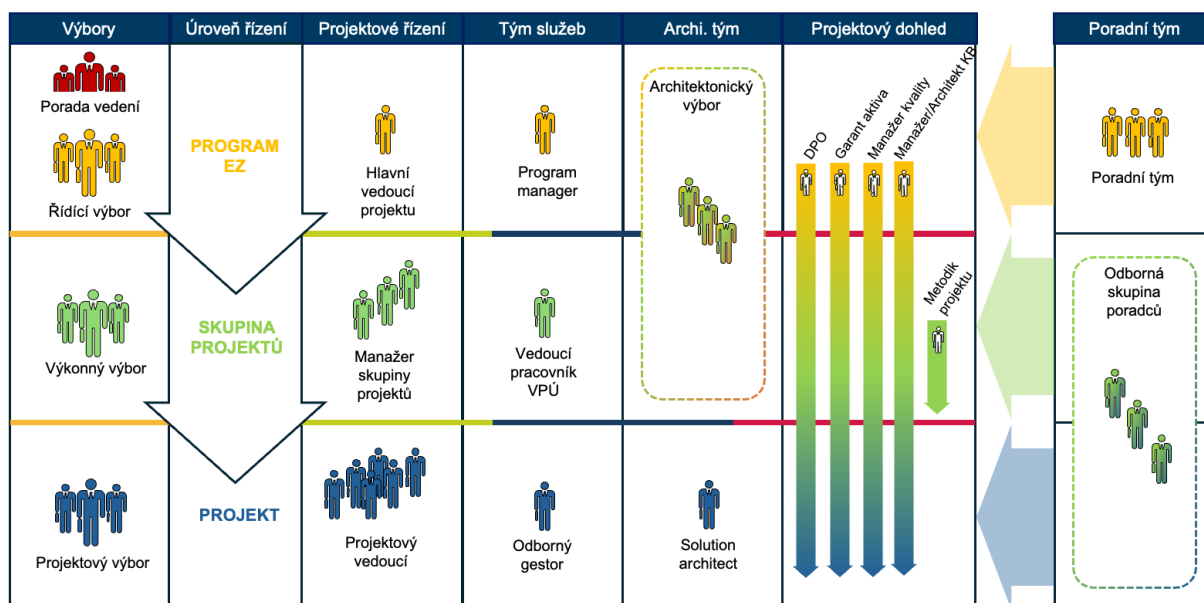 Výbory
Úroveň řízení
Projektové řízení
Tým služeb
Archi. tým
Projektový dohled
Poradní tým
Porada vedení
Řídící výbor
PROGRAM
EZ
Hlavní
vedoucí
projektu
Program
manager
Architektonický
výbor
DPO
Garant aktiva
Manažer kvality
Manažer/Architekt KB
Poradní tým
Výkonný výbor
SKUPINA
PROJEKTŮ
Manažer
skupiny
projektů
Vedoucí
pracovník
VPÚ
Metodik
projektu
Odborná
skupina
poradců
Projektový výbor
PROJEKT
Projektový
vedoucí
Odborný
gestor
Solution
architect